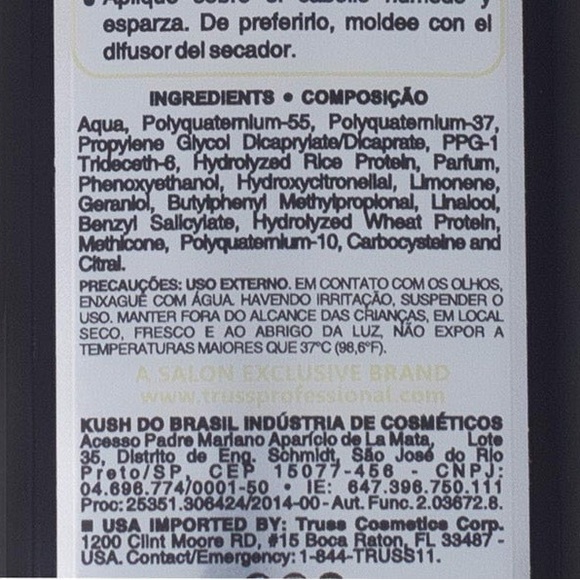 Aplique sobre o cabelo húmedo y
esparza. De preferirlo, moldee con el
difusor del secador.
INGREDIENTS • COMPOSIÇÃO
Aqua, Polyquaternium-55, Polyquaternium-37,
Propylene Glycol Dicaprylate/Dicaprate, PPG-1
Trideceth-6, Hydrolyzed Rice Protein, Parfum,
Phenoxyethanol, Hydroxycitronellal, Limonene,
Geraniol, Butylphenyl Methylpropional, Linalool,
Benzyl Salicylate, Hydrolyzed Wheat Protein,
Methicone, Polyquaternium-10, Carbocysteine and
Citral.
PRECAUÇÕES: USO EXTERNO. EM CONTATO COM OS OLHOS,
ENXAGUE COM ÁGUA. HAVENDO IRRITAÇÃO, SUSPENDER O
USO. MANTER FORA DO ALCANCE DAS CRIANÇAS, EM LOCAL
SECO, FRESCO E AO ABRIGO DA LUZ, NÃO EXPOR A
TEMPERATURAS MAIORES QUE 37ºC (98,6ºF).
A SALON EXCLUSIVE BRAND
www.trussprofessional.com
KUSH DO BRASIL INDÚSTRIA DE COSMÉTICOS
Acesso Padre Mariano Aparício de La Mata, Lote
35, Distrito de Eng. Schmidt, São José do Rio
Preto/SP, CEP 15077-456 - CNPJ:
04.696.774/0001-50 • IE: 647.396.750.111
Proc: 25351.306424/2014-00 - Aut. Func. 2.03672.8.
■ USA IMPORTED BY: Truss Cosmetics Corp.
1200 Clint Moore RD, #15 Boca Raton, FL 33487 -
USA. Contact/Emergency: 1-844-TRUSS11.